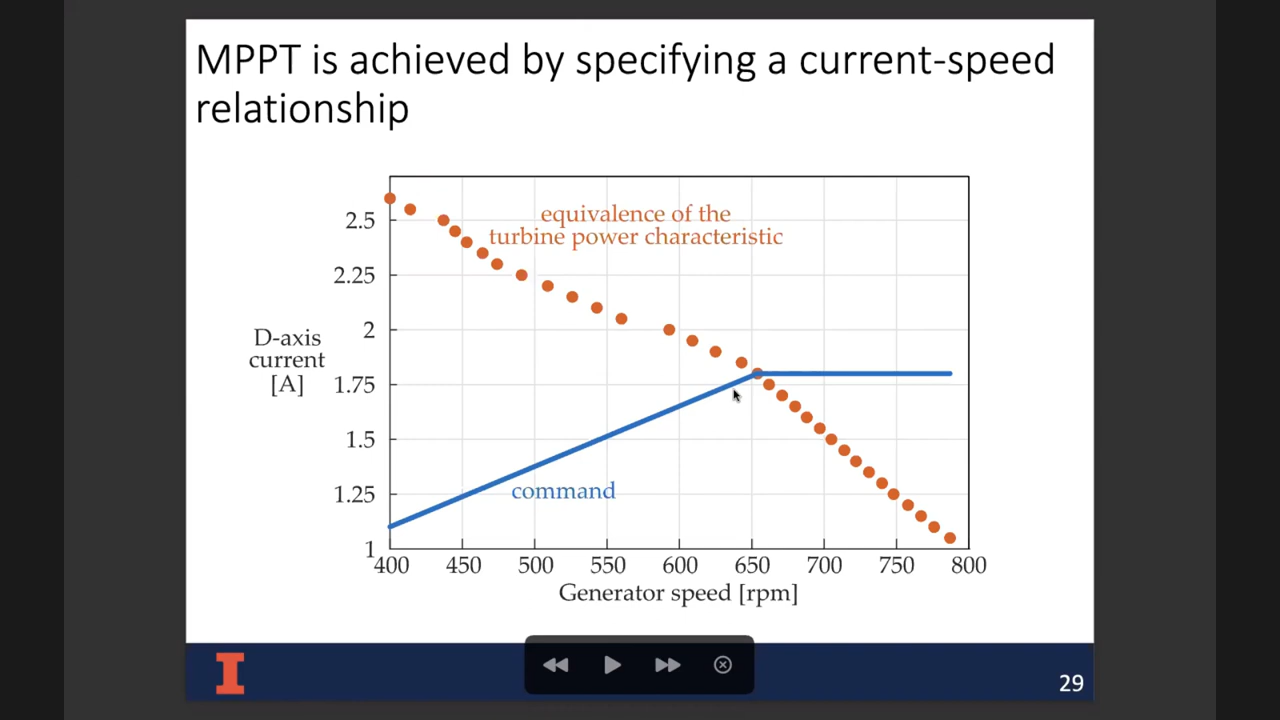 MPPT is achieved by specifying a current-speed
relationship
equivalence of the
turbine power characteristic
2.5
2.25
2
D-axis
current
[A]
1.75
1.5
1.25
1
command
400 450 500 550 600 650 700 750 800
Generator speed [rpm]
I
29